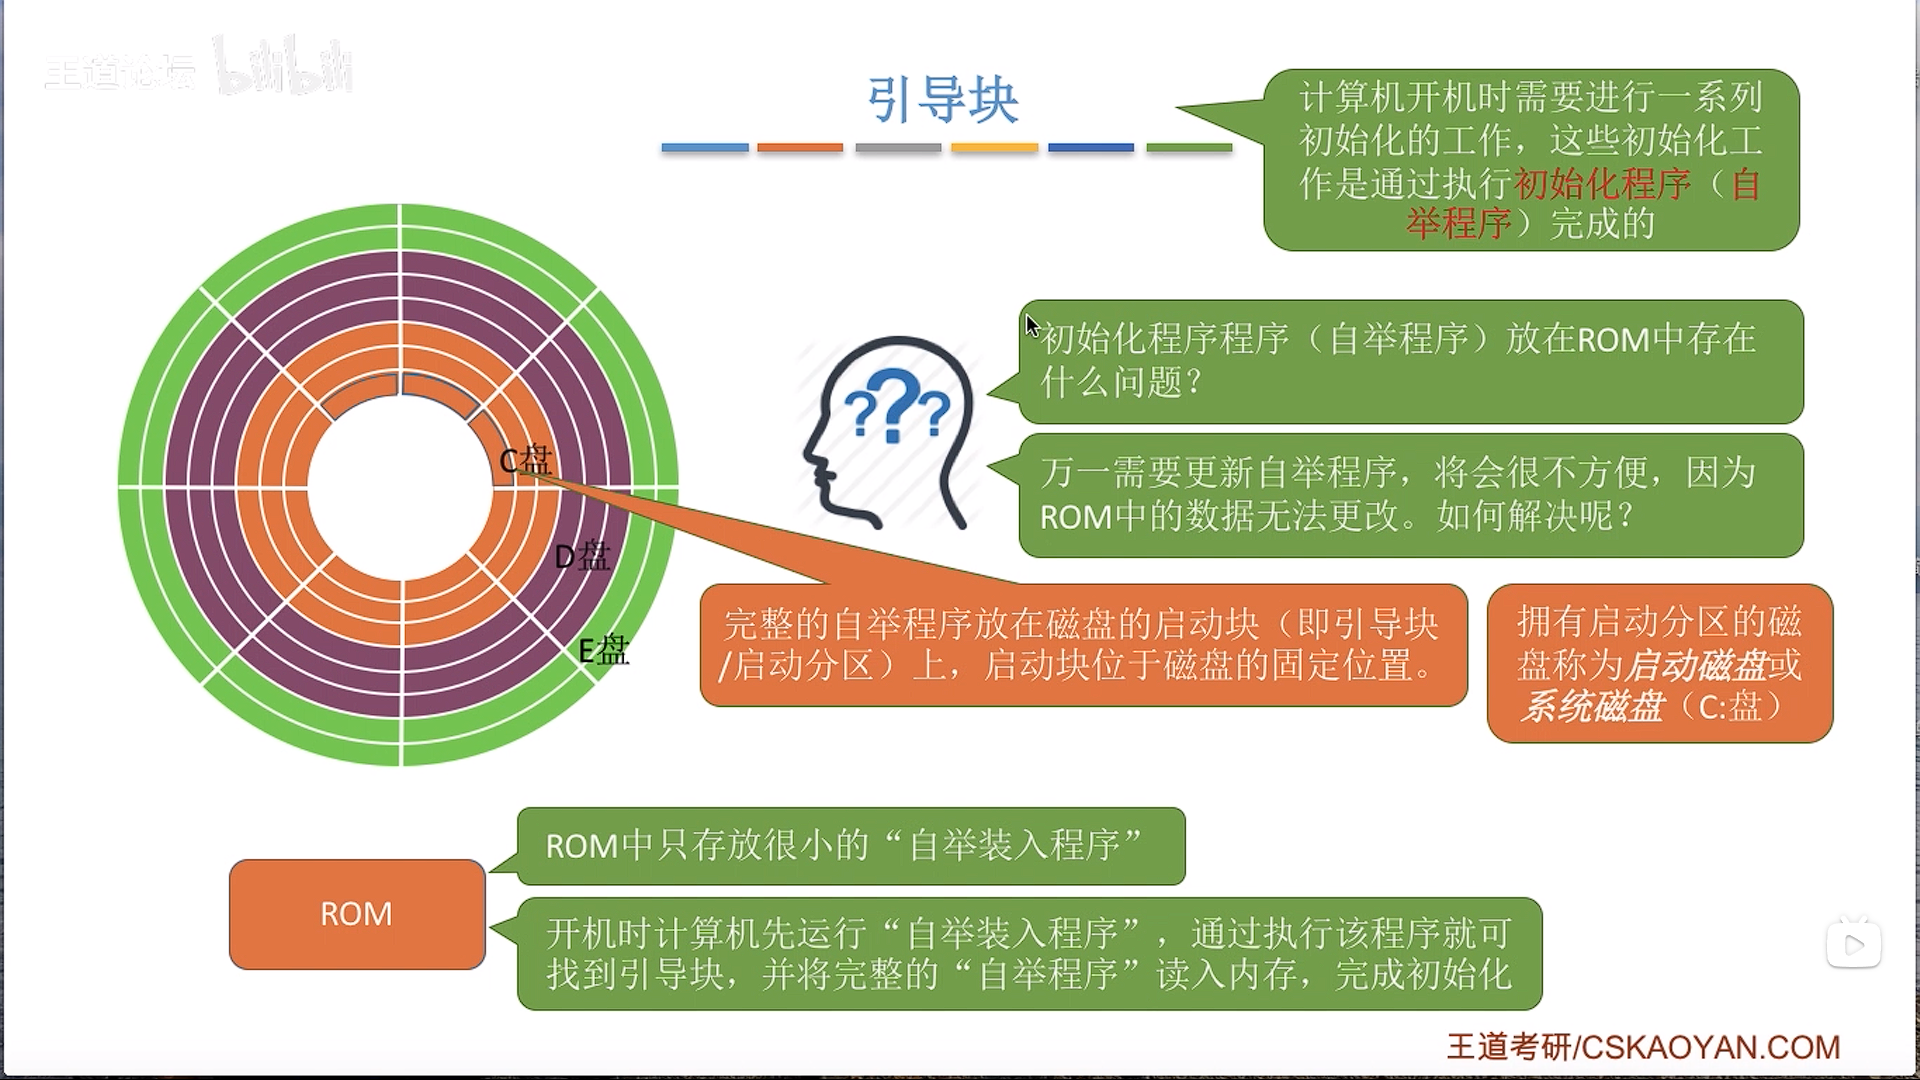 王道论坛 bilibili
引导块
计算机开机时需要进行一系列
初始化的工作，这些初始化工
作是通过执行初始化程序（自
举程序）完成的
初始化程序程序（自举程序）放在ROM中存在
什么问题？
???
万一需要更新自举程序，将会很不方便，因为
ROM中的数据无法更改。如何解决呢？
C盘
D盘
E盘
完整的自举程序放在磁盘的启动块（即引导块
/启动分区）上，启动块位于磁盘的固定位置。
拥有启动分区的磁
盘称为启动磁盘或
系统磁盘（C:盘）
ROM中只存放很小的“自举装入程序”
ROM
开机时计算机先运行“自举装入程序”，通过执行该程序就可
找到引导块，并将完整的“自举程序”读入内存，完成初始化
王道考研/CSKAOYAN.COM